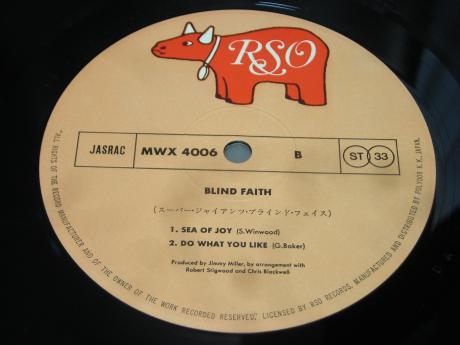 RSO
JASRAC
MWX 4006
B
ST 33
BLIND FAITH
(スーパー・ジャイアンツ・ブラインド・フェイス)
1. SEA OF JOY (S.Winwood)
2. DO WHAT YOU LIKE (G.Baker)
Produced by Jimmy Miller, by arrangement with
Robert Stigwood and Chris Blackwell
"ALL RIGHTS OF THE RECORD MANUFACTURER AND OF THE OWNER OF THE WORK RECORDED RESERVED", LICENSED BY RSO RECORDS, MANUFACTURED AND DISTRIBUTED BY POLYDOR K.K., JAPAN.